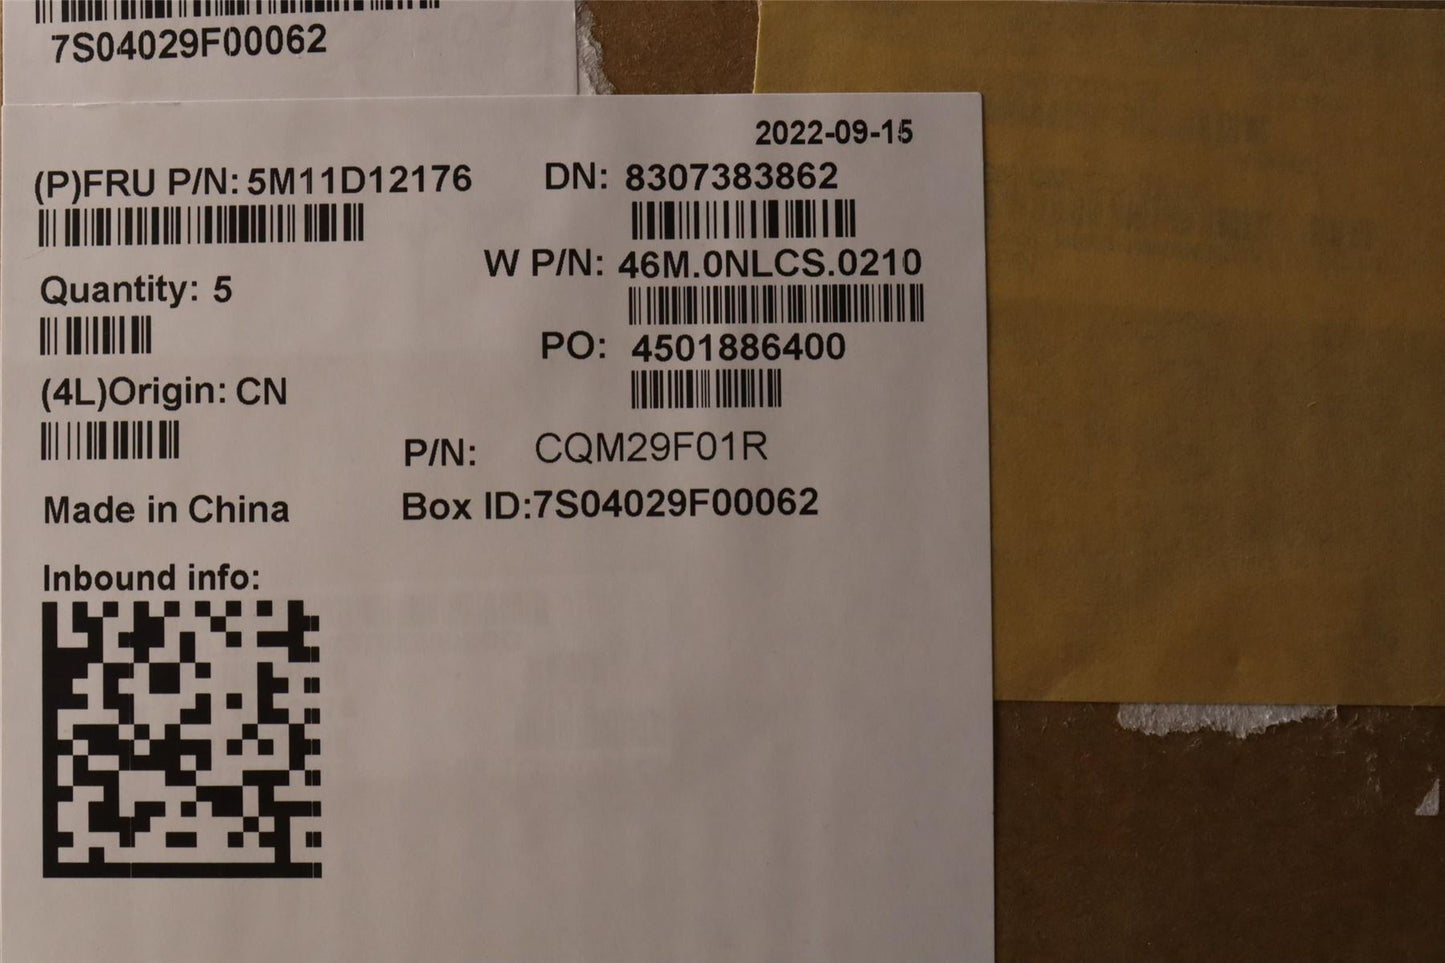 7S04029F00062
2022-09-15
(P)FRU P/N: 5M11D12176
DN: 8307383862
W P/N: 46M.0NLCS.0210
Quantity: 5
PO: 4501886400
(4L)Origin: CN
P/N: CQM29F01R
Made in China
Box ID:7S04029F00062
Inbound info: